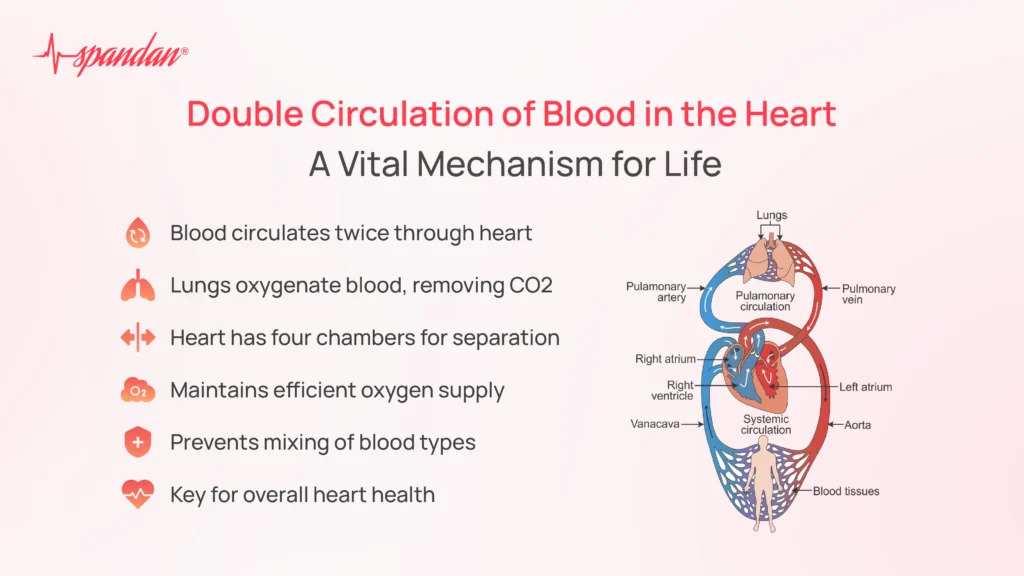 spandan®
Double Circulation of Blood in the Heart
A Vital Mechanism for Life
Blood circulates twice through heart
Lungs oxygenate blood, removing CO2
Heart has four chambers for separation
O2
Maintains efficient oxygen supply
Prevents mixing of blood types
Key for overall heart health
Lungs
Pulamonary
artery
Pulamonary
circulation
Pulmonary
vein
Right atrium
Right
ventricle
Left atrium
Systemic
circulation
Vanacava
Aorta
Blood tissues